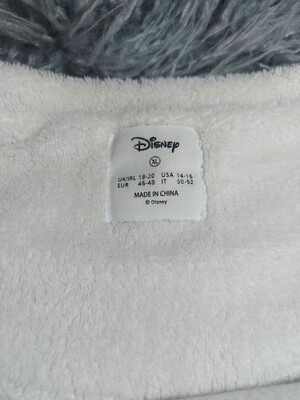 Disney
XL
UK/IRL 18-20 USA 14-16
EUR 46-48 IT 50-52
MADE IN CHINA
© Disney